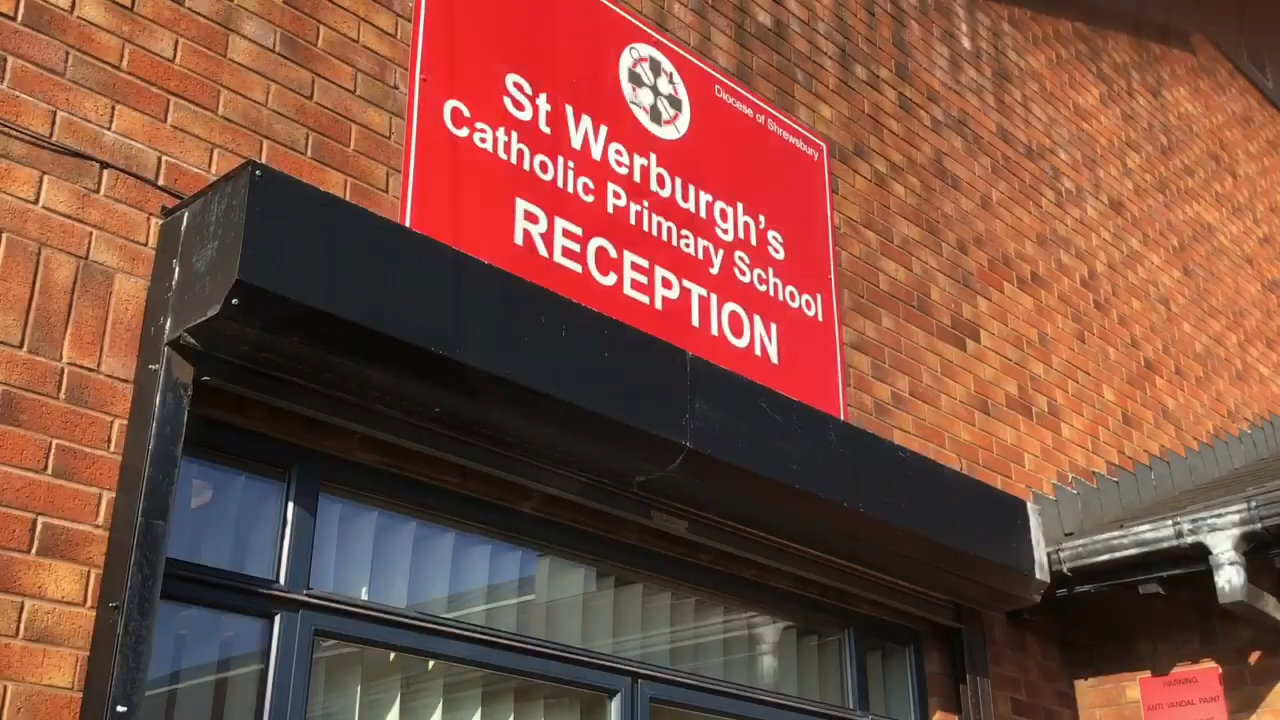 Diocese of Shrewsbury
St Werburgh's
Catholic Primary School
RECEPTION
WARNING
ANTI VANDAL PAINT